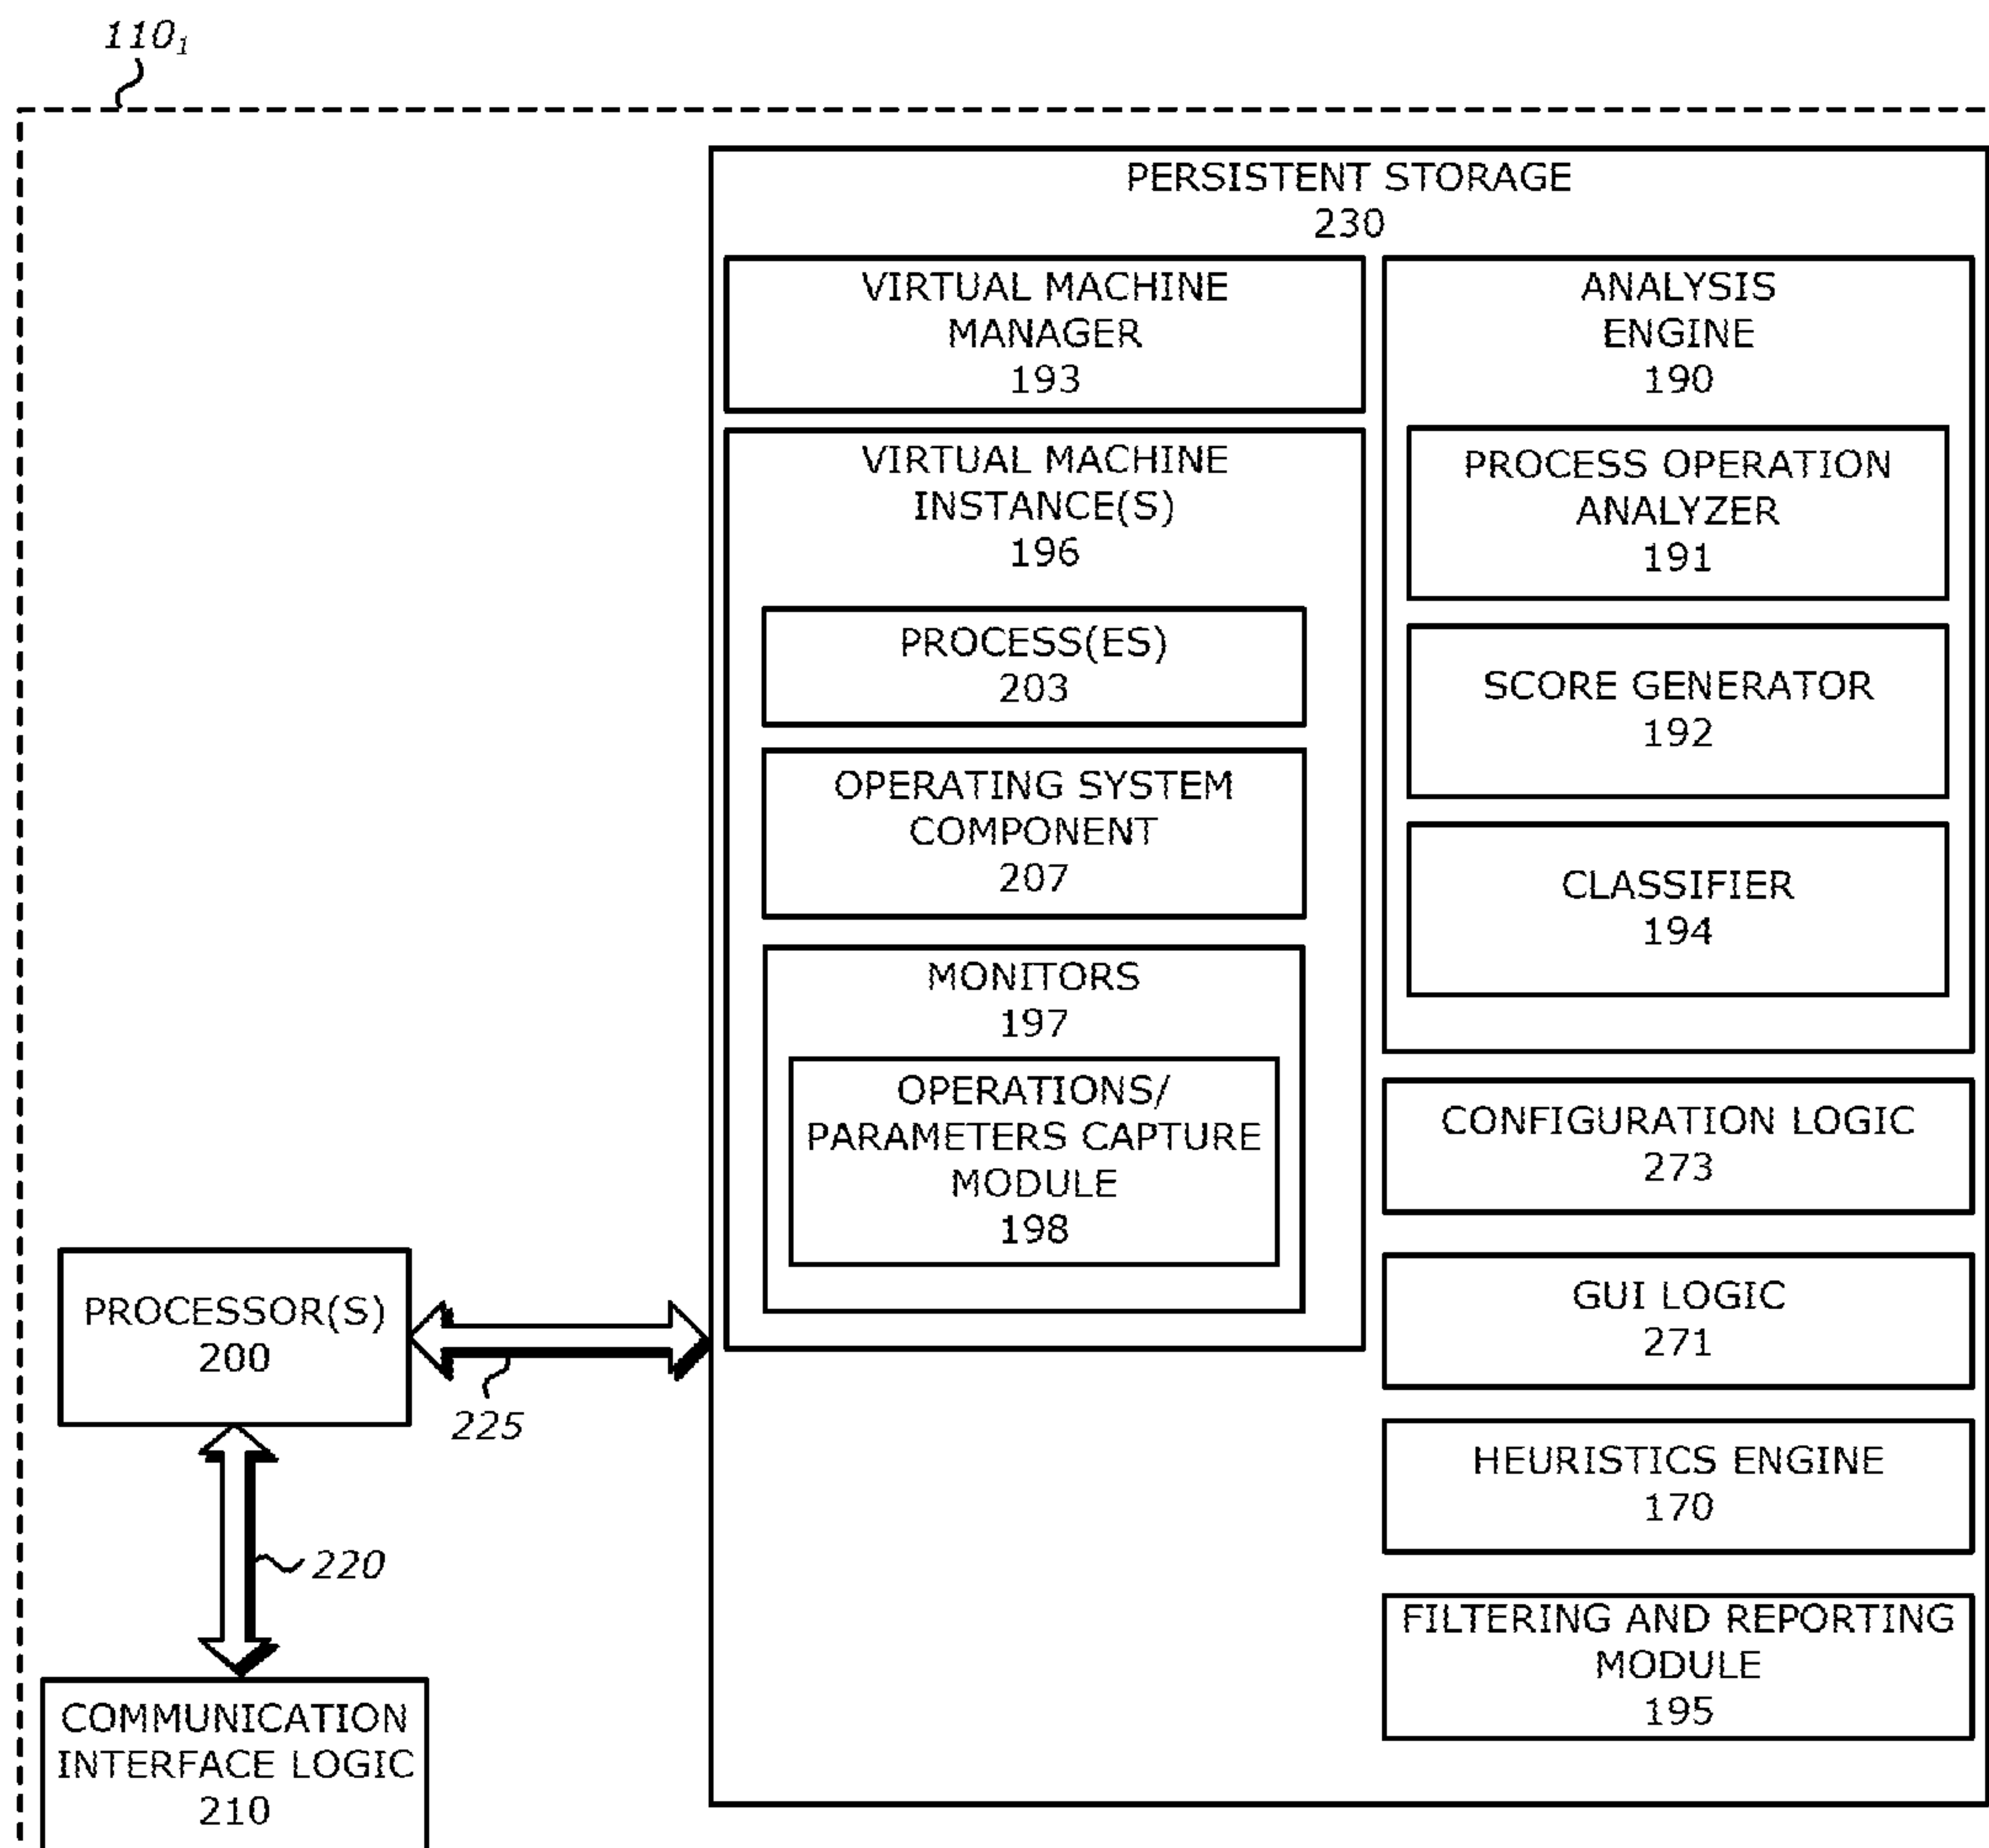 110₁
PERSISTENT STORAGE
230
VIRTUAL MACHINE
MANAGER
193
VIRTUAL MACHINE
INSTANCE(S)
196
PROCESS(ES)
203
OPERATING SYSTEM
COMPONENT
207
MONITORS
197
OPERATIONS/
PARAMETERS CAPTURE
MODULE
198
ANALYSIS
ENGINE
190
PROCESS OPERATION
ANALYZER
191
SCORE GENERATOR
192
CLASSIFIER
194
CONFIGURATION LOGIC
273
GUI LOGIC
271
HEURISTICS ENGINE
170
FILTERING AND REPORTING
MODULE
195
PROCESSOR(S)
200
225
220
COMMUNICATION
INTERFACE LOGIC
210